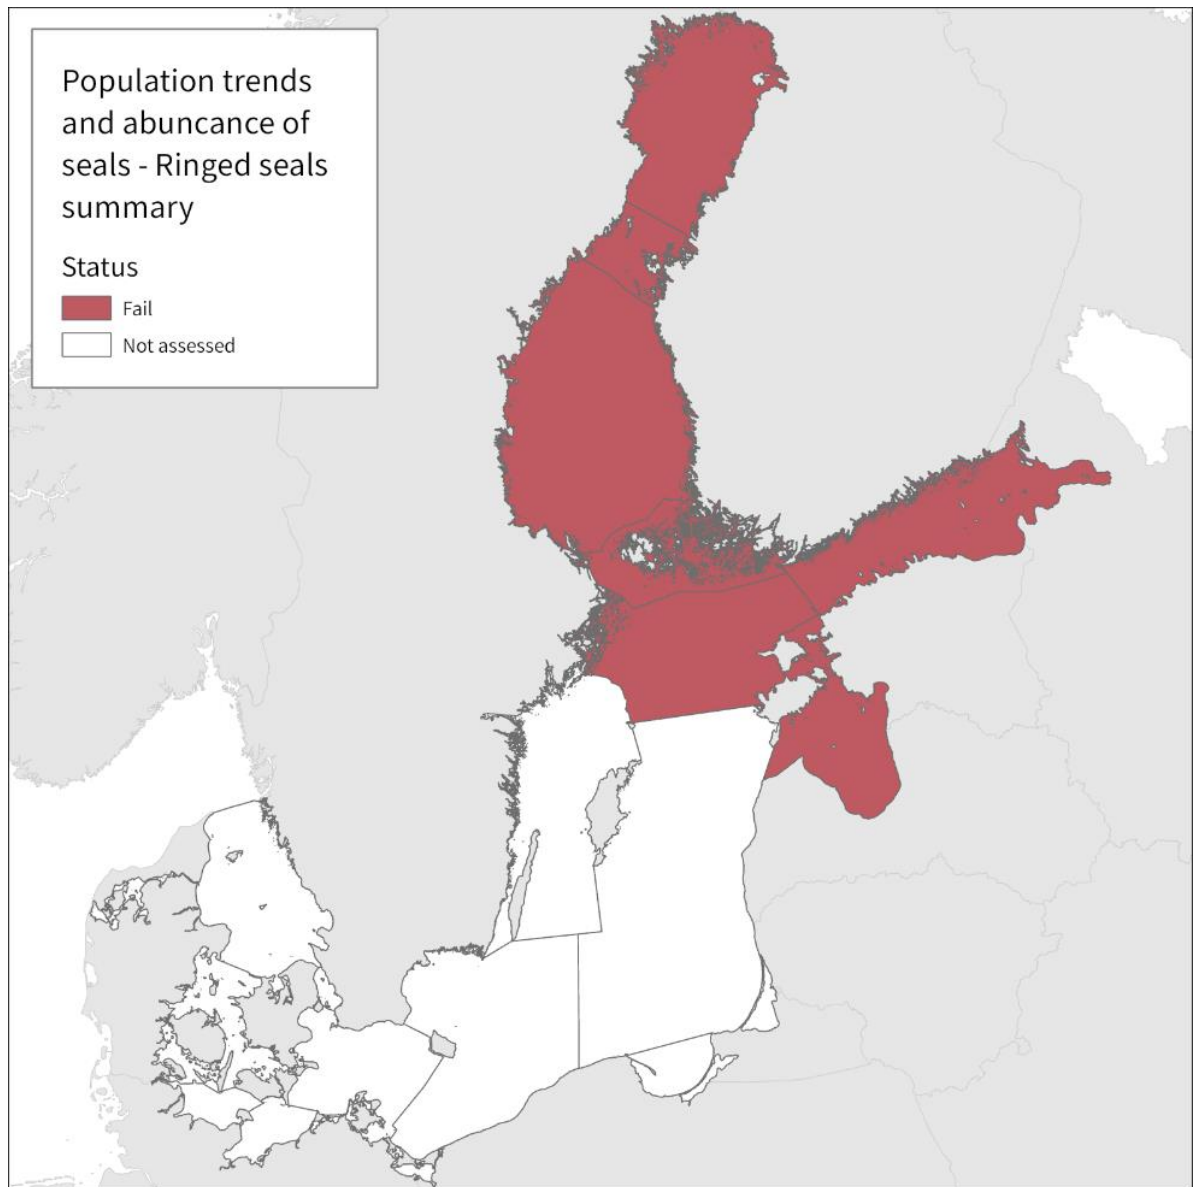 Population trends
and abuncance of
seals - Ringed seals
summary
Status
Fail
Not assessed